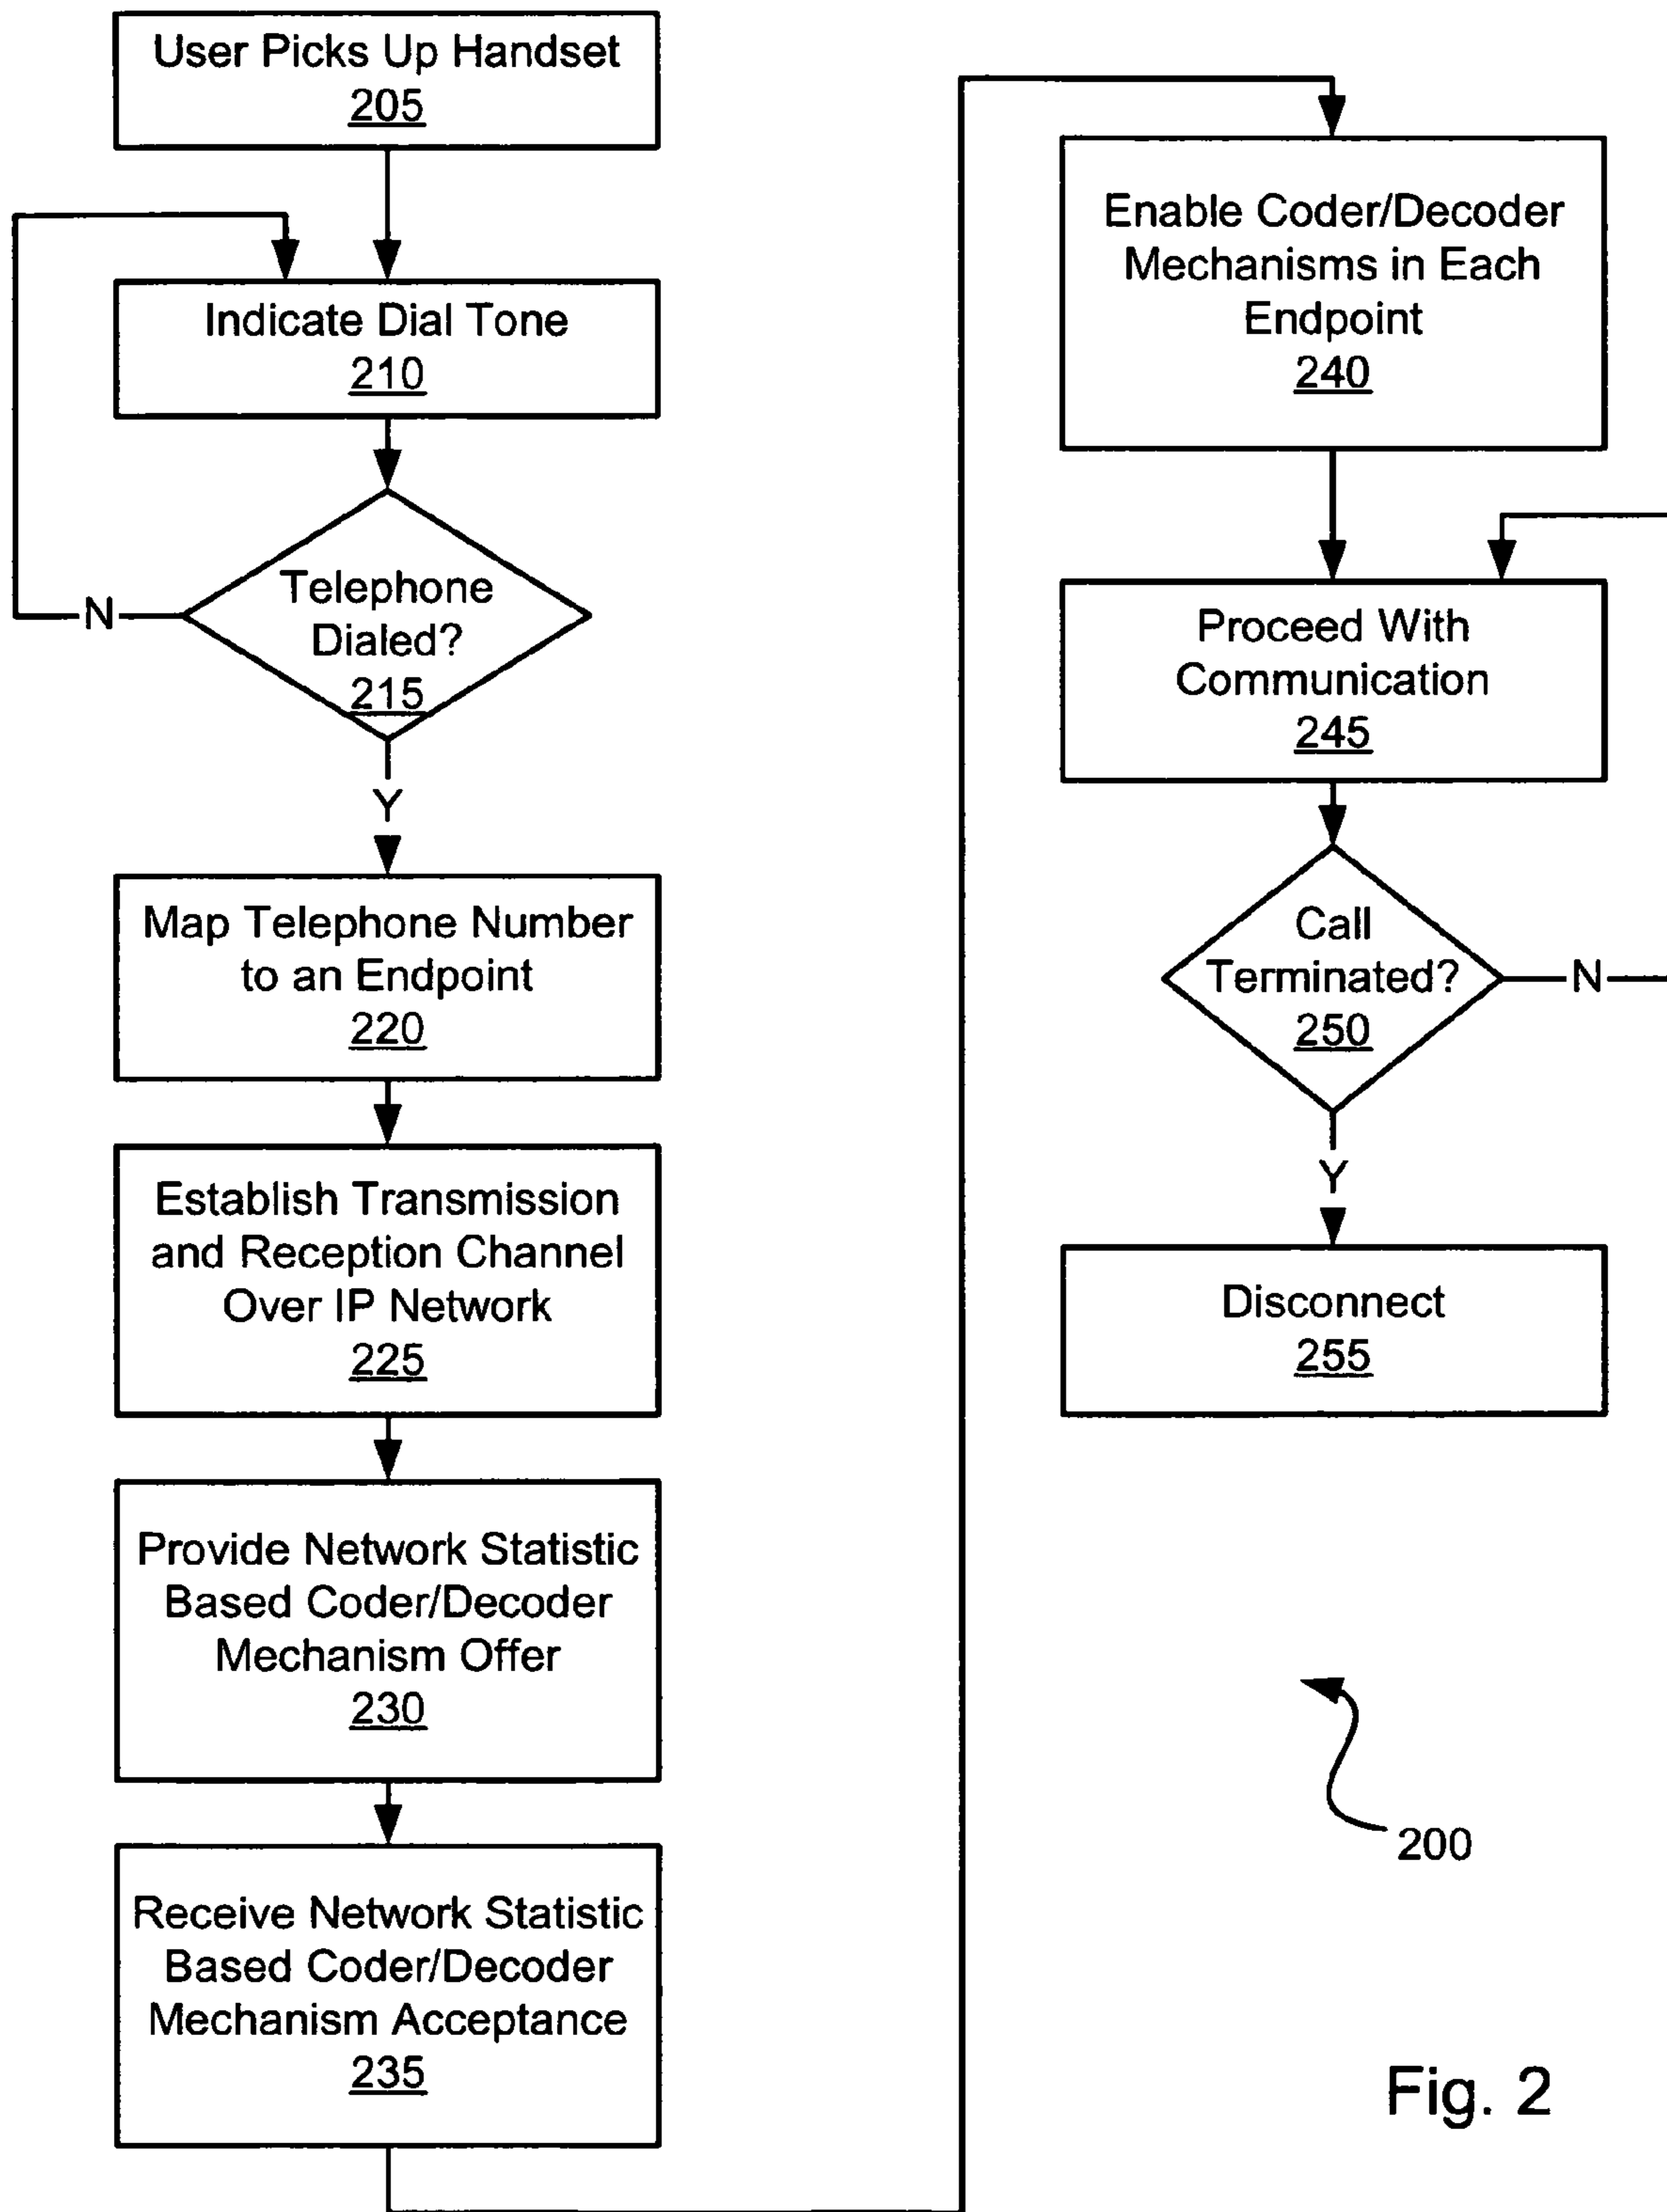 User Picks Up Handset
205
Indicate Dial Tone
210
Telephone
Dialed?
215
N
Y
Map Telephone Number
to an Endpoint
220
Establish Transmission
and Reception Channel
Over IP Network
225
Provide Network Statistic
Based Coder/Decoder
Mechanism Offer
230
Receive Network Statistic
Based Coder/Decoder
Mechanism Acceptance
235
Enable Coder/Decoder
Mechanisms in Each
Endpoint
240
Proceed With
Communication
245
Call
Terminated?
250
N
Y
Disconnect
255
200
Fig. 2